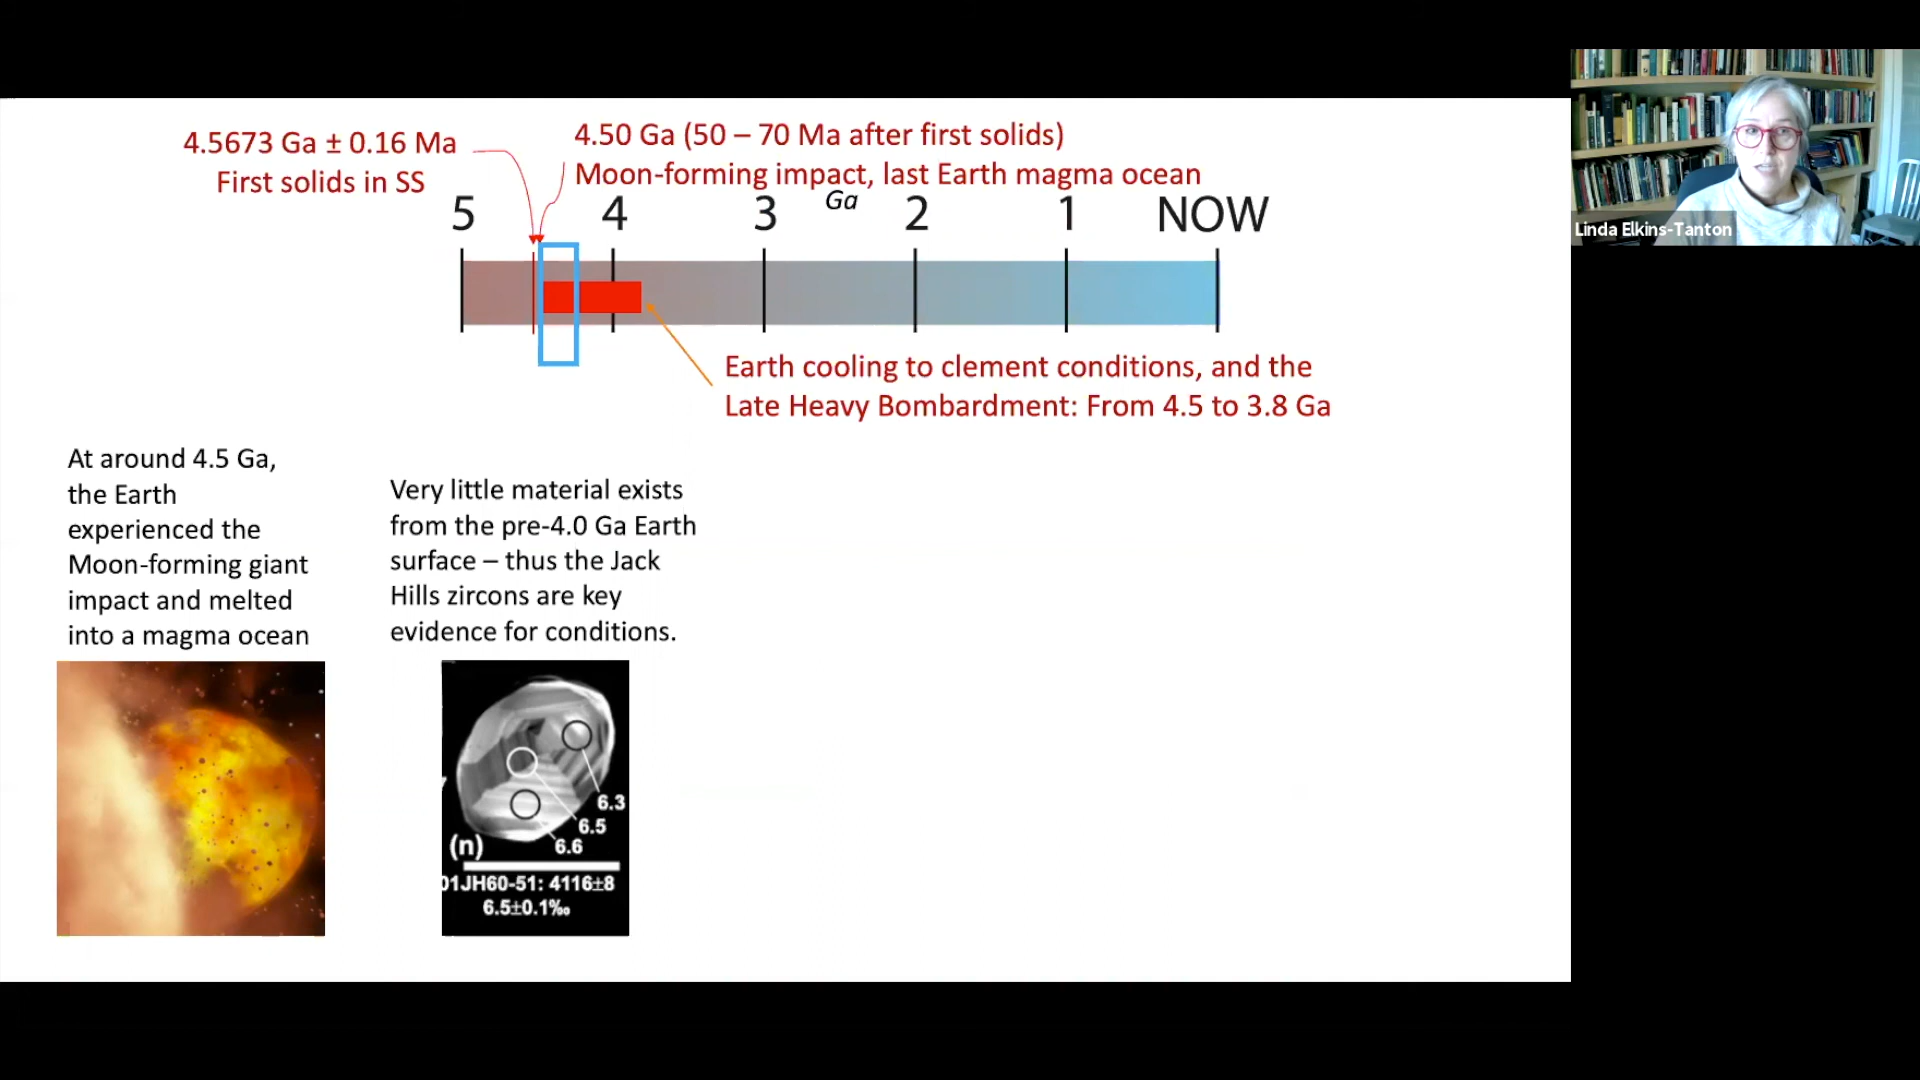 4.5673 Ga ± 0.16 Ma
First solids in SS
4.50 Ga (50 – 70 Ma after first solids)
Moon-forming impact, last Earth magma ocean
Ga
5 4 3 2 1 NOW
Earth cooling to clement conditions, and the
Late Heavy Bombardment: From 4.5 to 3.8 Ga
At around 4.5 Ga,
the Earth
experienced the
Moon-forming giant
impact and melted
into a magma ocean
Very little material exists
from the pre-4.0 Ga Earth
surface – thus the Jack
Hills zircons are key
evidence for conditions.
6.3
6.5
6.6
(n)
01JH60-51: 4116±8
6.5±0.1‰
Linda Elkins-Tanton